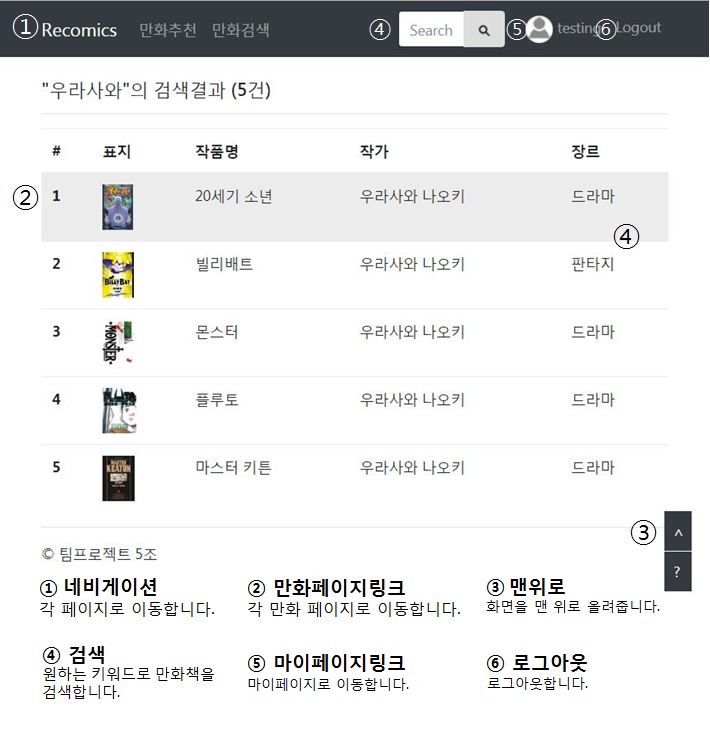 ① Recomics 만화추천 만화검색 ④ Search ⑤ testing ⑥ Logout
"우라사와"의 검색결과 (5건)
# 표지 작품명 작가 장르
② 1 20세기 소년 우라사와 나오키 드라마
④
2 BILLY BAT 빌리배트 우라사와 나오키 판타지
3 MONSTER 몬스터 우라사와 나오키 드라마
4 플루토 우라사와 나오키 드라마
5 MASTER KEATON 마스터 키튼 우라사와 나오키 드라마
③ ^
© 팀프로젝트 5조
?
① 네비게이션 ② 만화페이지링크 ③ 맨위로
각 페이지로 이동합니다. 각 만화 페이지로 이동합니다. 화면을 맨 위로 올려줍니다.
④ 검색 ⑤ 마이페이지링크 ⑥ 로그아웃
원하는 키워드로 만화책을
검색합니다. 마이페이지로 이동합니다. 로그아웃합니다.